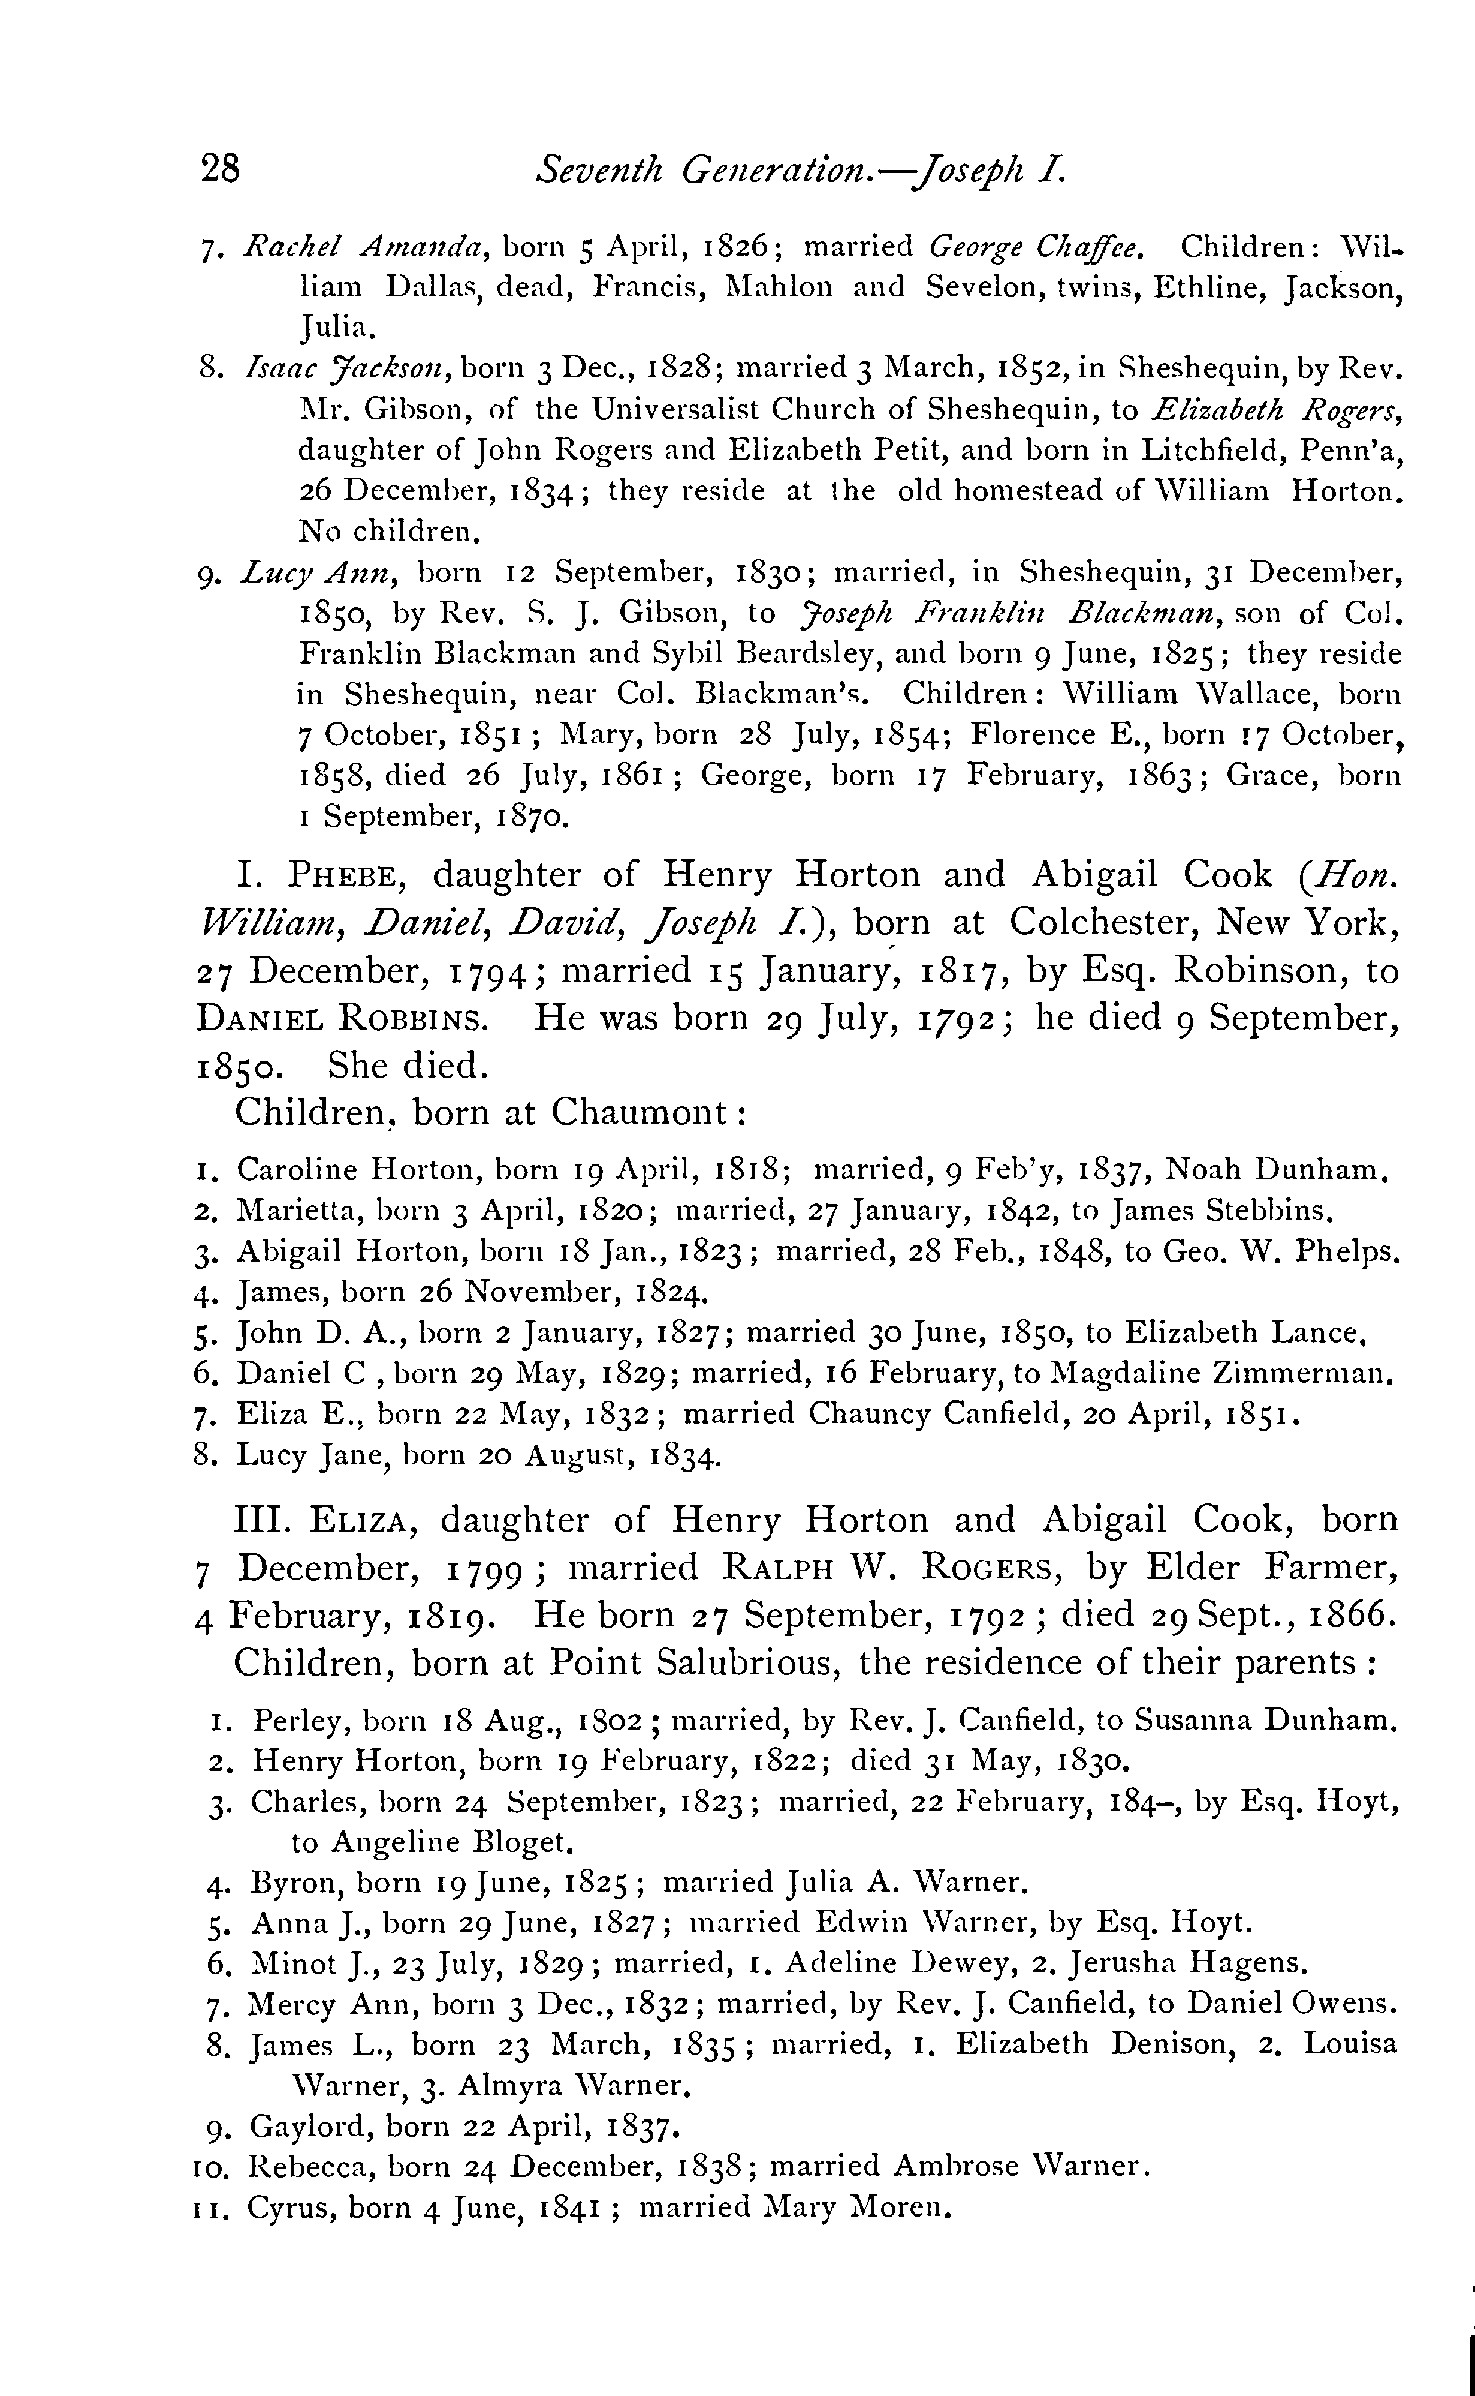 28 Seventh Generation.—Joseph I.
7. Rachel Amanda, born 5 April, 1826; married George Chaffee. Children: Wil-
liam Dallas, dead, Francis, Mahlon and Sevelon, twins, Ethline, Jackson,
Julia.
8. Isaac Jackson, born 3 Dec., 1828; married 3 March, 1852, in Sheshequin, by Rev.
Mr. Gibson, of the Universalist Church of Sheshequin, to Elizabeth Rogers,
daughter of John Rogers and Elizabeth Petit, and born in Litchfield, Penn'a,
26 December, 1834; they reside at the old homestead of William Horton.
No children.
9. Lucy Ann, born 12 September, 1830; married, in Sheshequin, 31 December,
1850, by Rev. S. J. Gibson, to Joseph Franklin Blackman, son of Col.
Franklin Blackman and Sybil Beardsley, and born 9 June, 1825; they reside
in Sheshequin, near Col. Blackman's. Children: William Wallace, born
7 October, 1851; Mary, born 28 July, 1854; Florence E., born 17 October,
1858, died 26 July, 1861; George, born 17 February, 1863; Grace, born
1 September, 1870.
I. PHEBE, daughter of Henry Horton and Abigail Cook (Hon.
William, Daniel, David, Joseph I.), born at Colchester, New York,
27 December, 1794; married 15 January, 1817, by Esq. Robinson, to
DANIEL ROBBINS. He was born 29 July, 1792; he died 9 September,
1850. She died.
Children, born at Chaumont:
1. Caroline Horton, born 19 April, 1818; married, 9 Feb'y, 1837, Noah Dunham.
2. Marietta, born 3 April, 1820; married, 27 January, 1842, to James Stebbins.
3. Abigail Horton, born 18 Jan., 1823; married, 28 Feb., 1848, to Geo. W. Phelps.
4. James, born 26 November, 1824.
5. John D. A., born 2 January, 1827; married 30 June, 1850, to Elizabeth Lance.
6. Daniel C , born 29 May, 1829; married, 16 February, to Magdaline Zimmerman.
7. Eliza E., born 22 May, 1832; married Chauncy Canfield, 20 April, 1851.
8. Lucy Jane, born 20 August, 1834.
III. ELIZA, daughter of Henry Horton and Abigail Cook, born
7 December, 1799; married RALPH W. ROGERS, by Elder Farmer,
4 February, 1819. He born 27 September, 1792; died 29 Sept., 1866.
Children, born at Point Salubrious, the residence of their parents:
1. Perley, born 18 Aug., 1802; married, by Rev. J. Canfield, to Susanna Dunham.
2. Henry Horton, born 19 February, 1822; died 31 May, 1830.
3. Charles, born 24 September, 1823; married, 22 February, 184–, by Esq. Hoyt,
to Angeline Bloget.
4. Byron, born 19 June, 1825; married Julia A. Warner.
5. Anna J., born 29 June, 1827; married Edwin Warner, by Esq. Hoyt.
6. Minot J., 23 July, 1829; married, 1. Adeline Dewey, 2. Jerusha Hagens.
7. Mercy Ann, born 3 Dec., 1832; married, by Rev. J. Canfield, to Daniel Owens.
8. James L., born 23 March, 1835; married, 1. Elizabeth Denison, 2. Louisa
Warner, 3. Almyra Warner.
9. Gaylord, born 22 April, 1837.
10. Rebecca, born 24 December, 1838; married Ambrose Warner.
11. Cyrus, born 4 June, 1841; married Mary Moren.